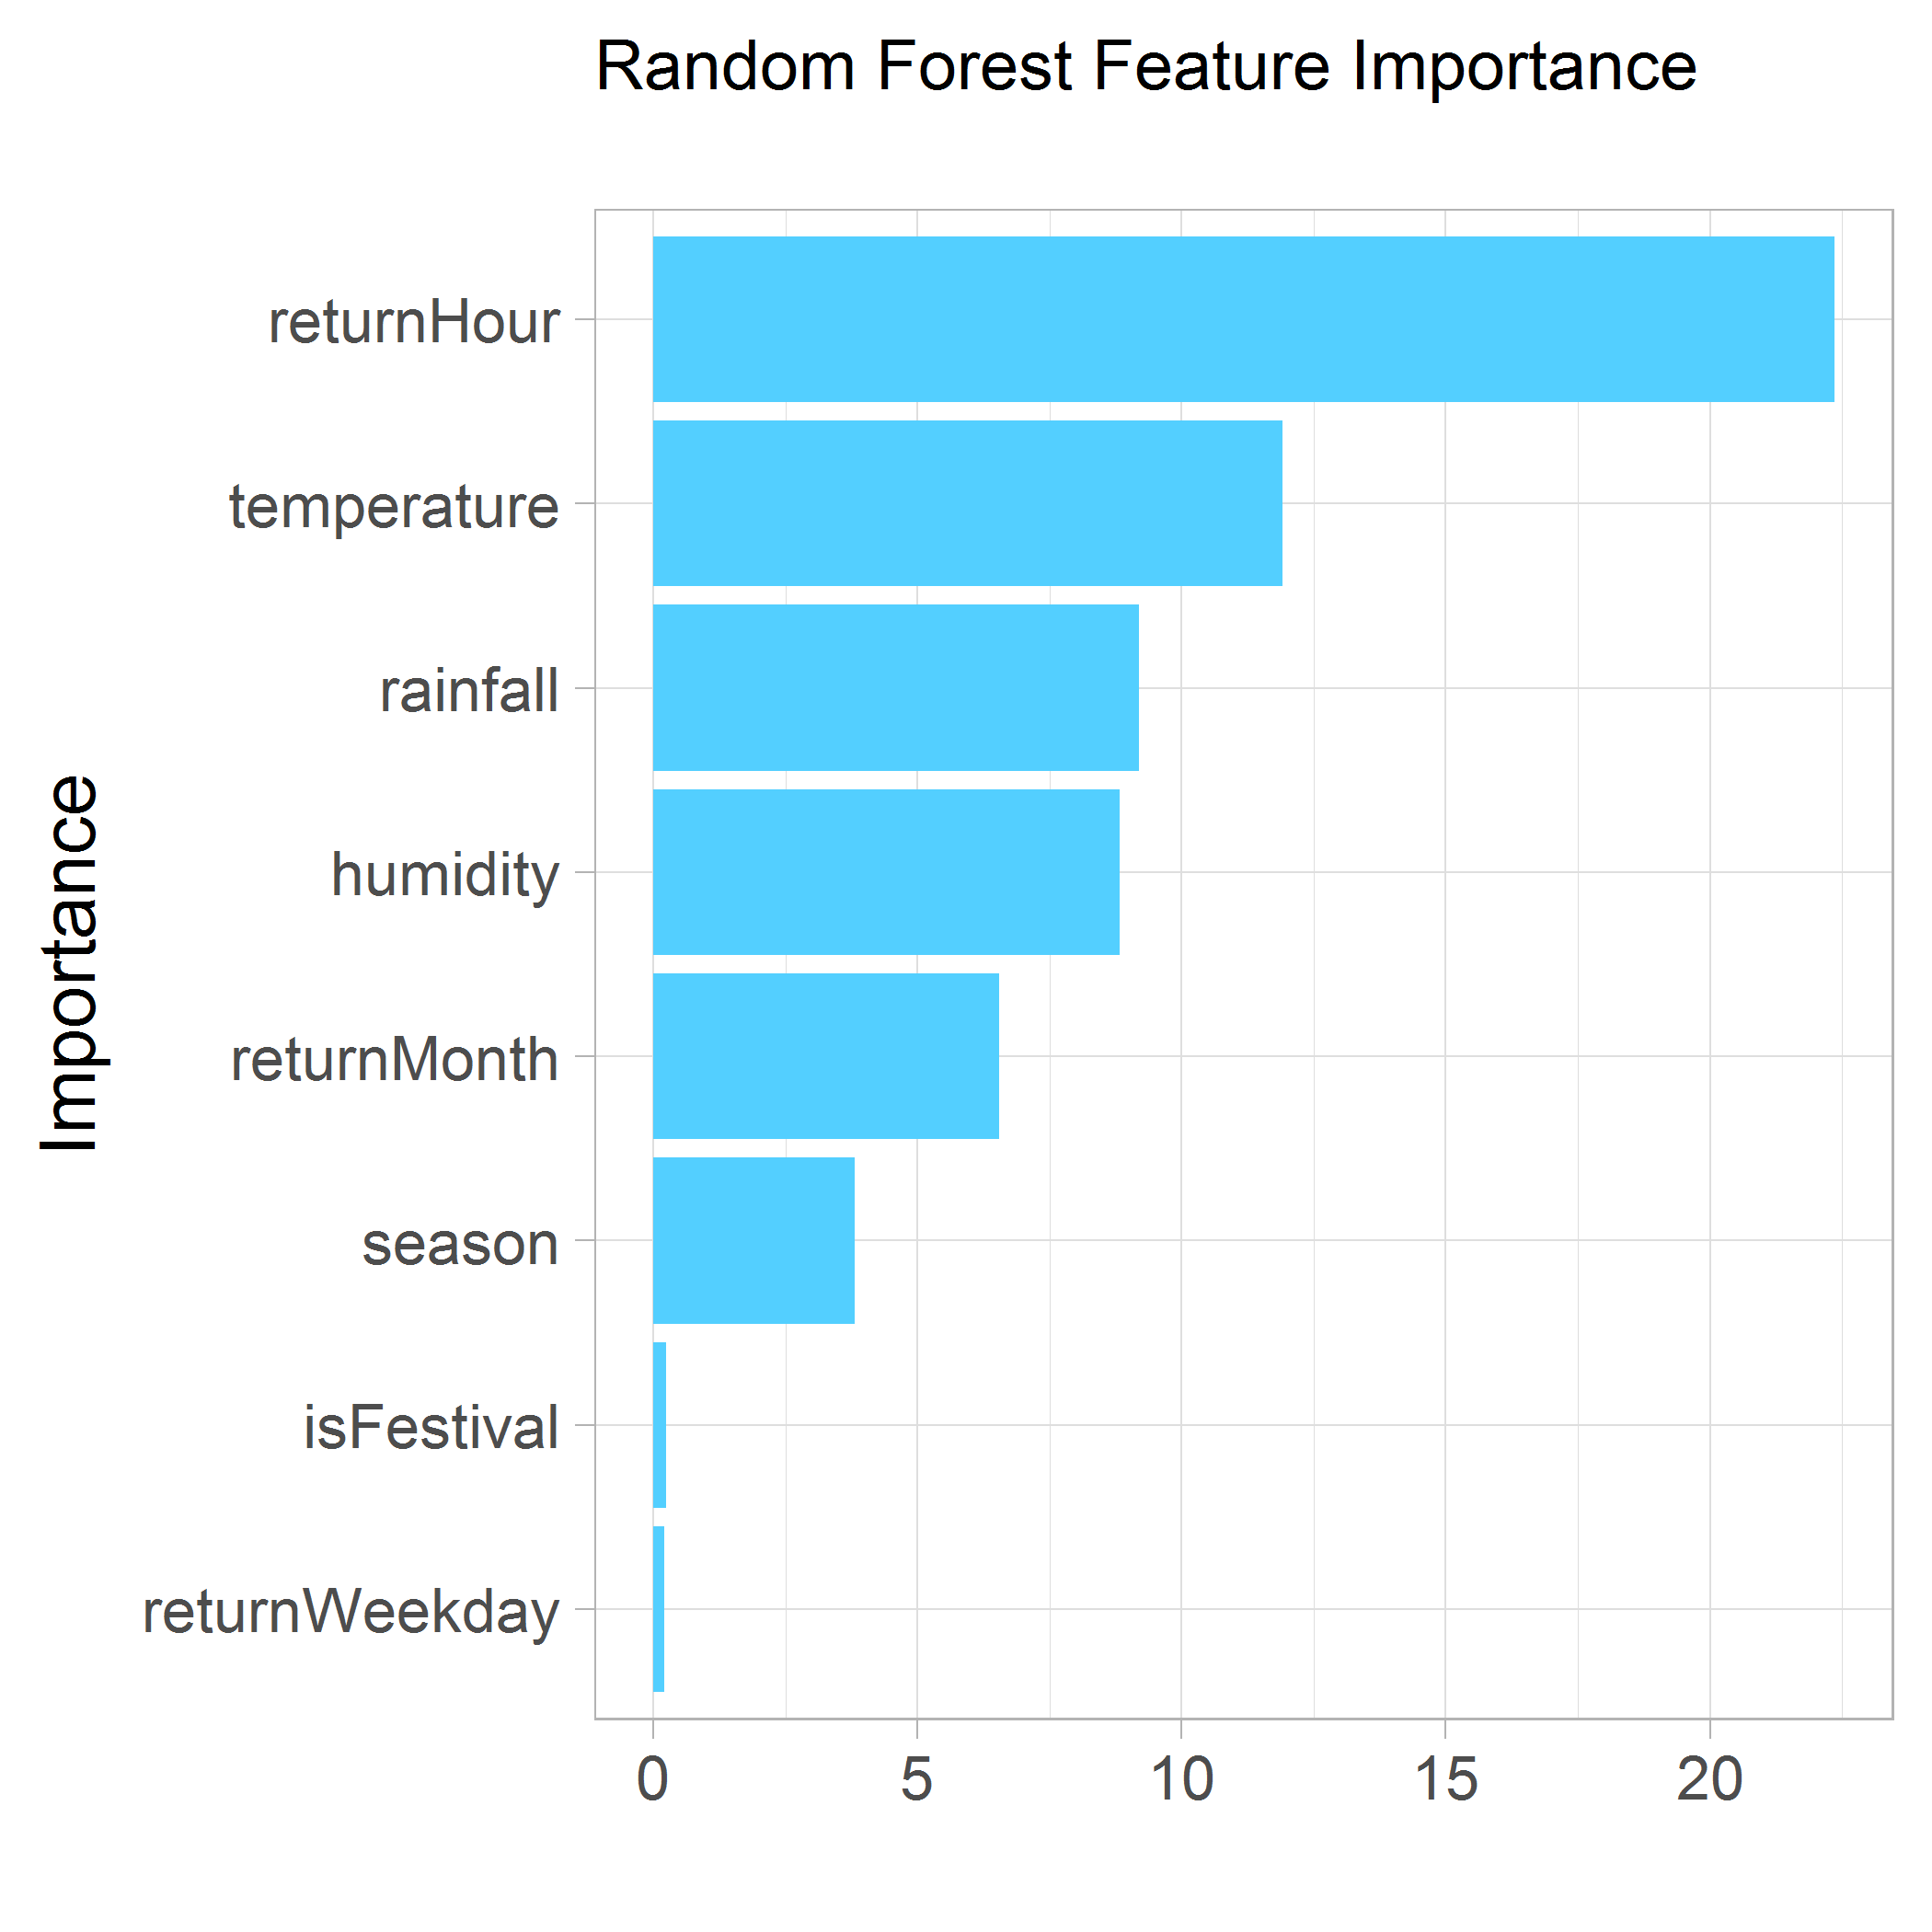 Random Forest Feature Importance
Importance
returnHour
temperature
rainfall
humidity
returnMonth
season
isFestival
returnWeekday
0 5 10 15 20